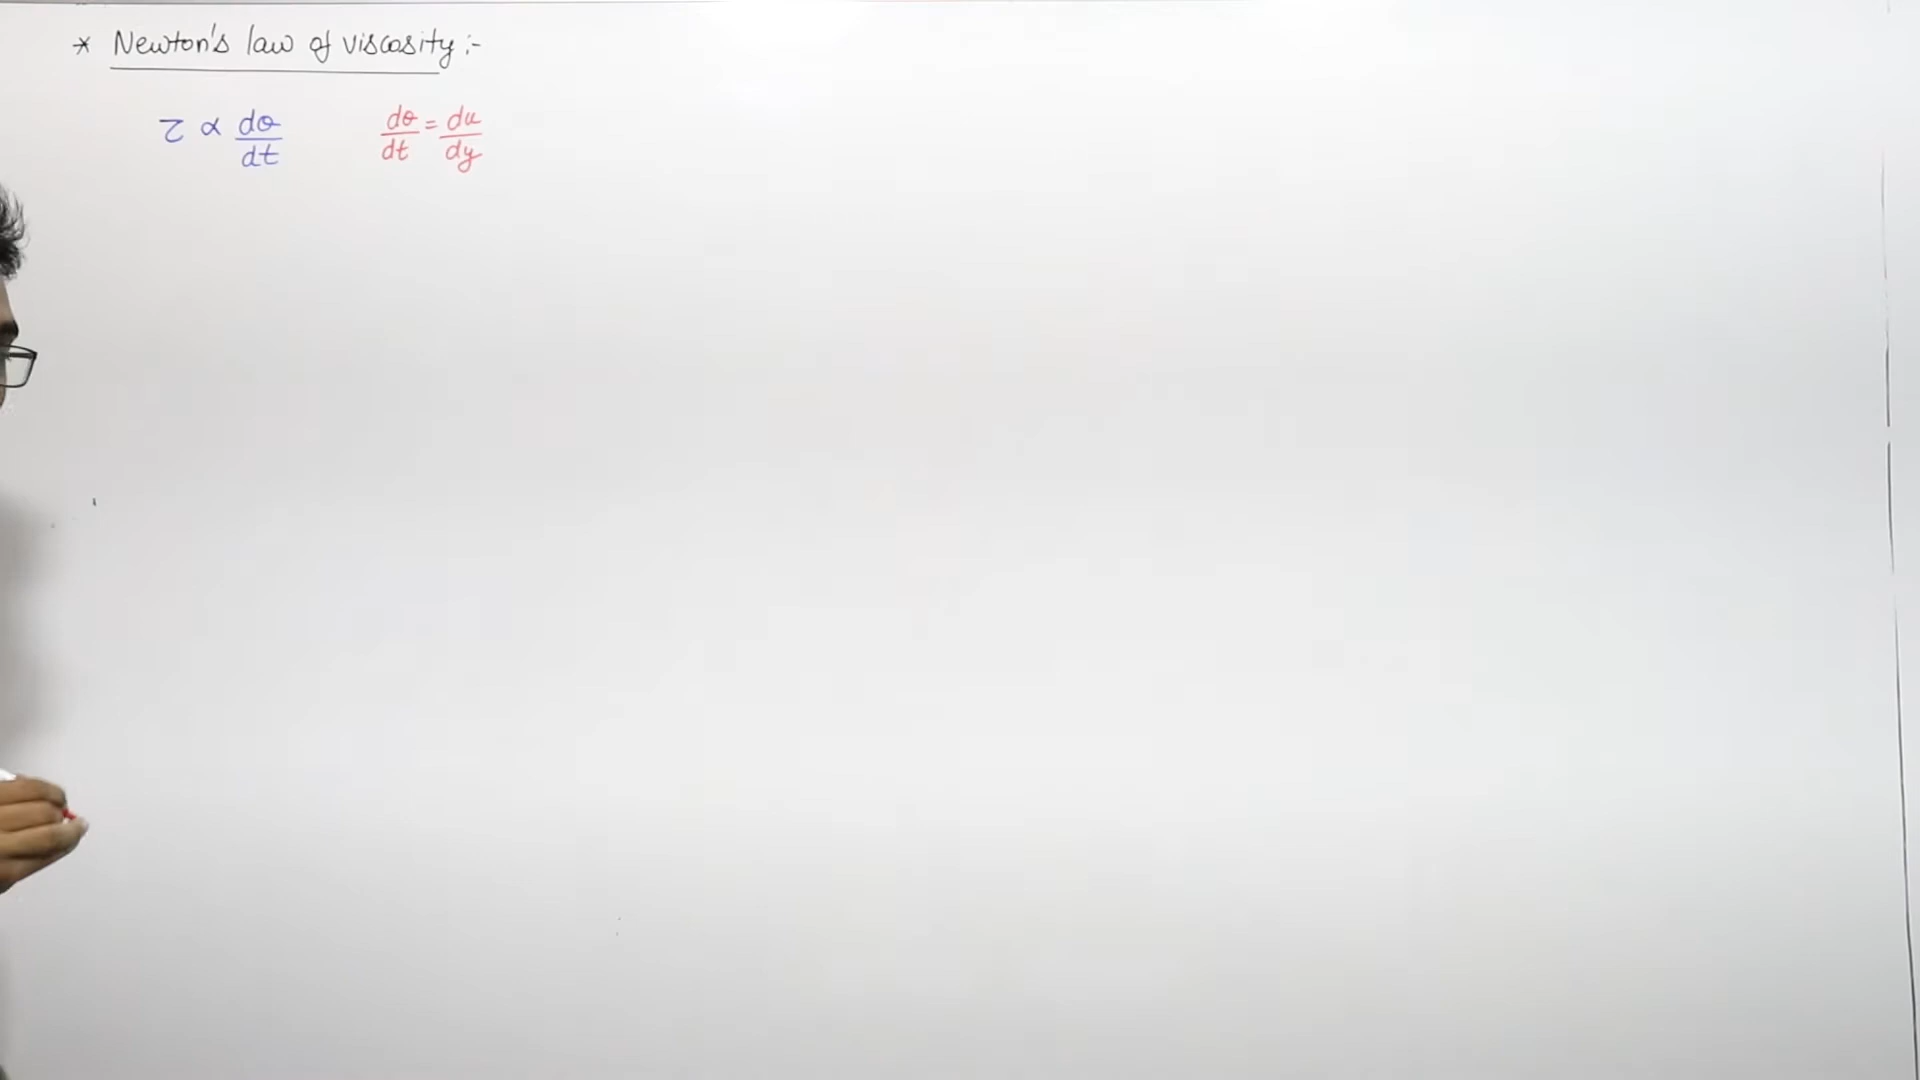 * Newton's law of viscosity :-
τ ∝ dθ/dt    dθ/dt = du/dy